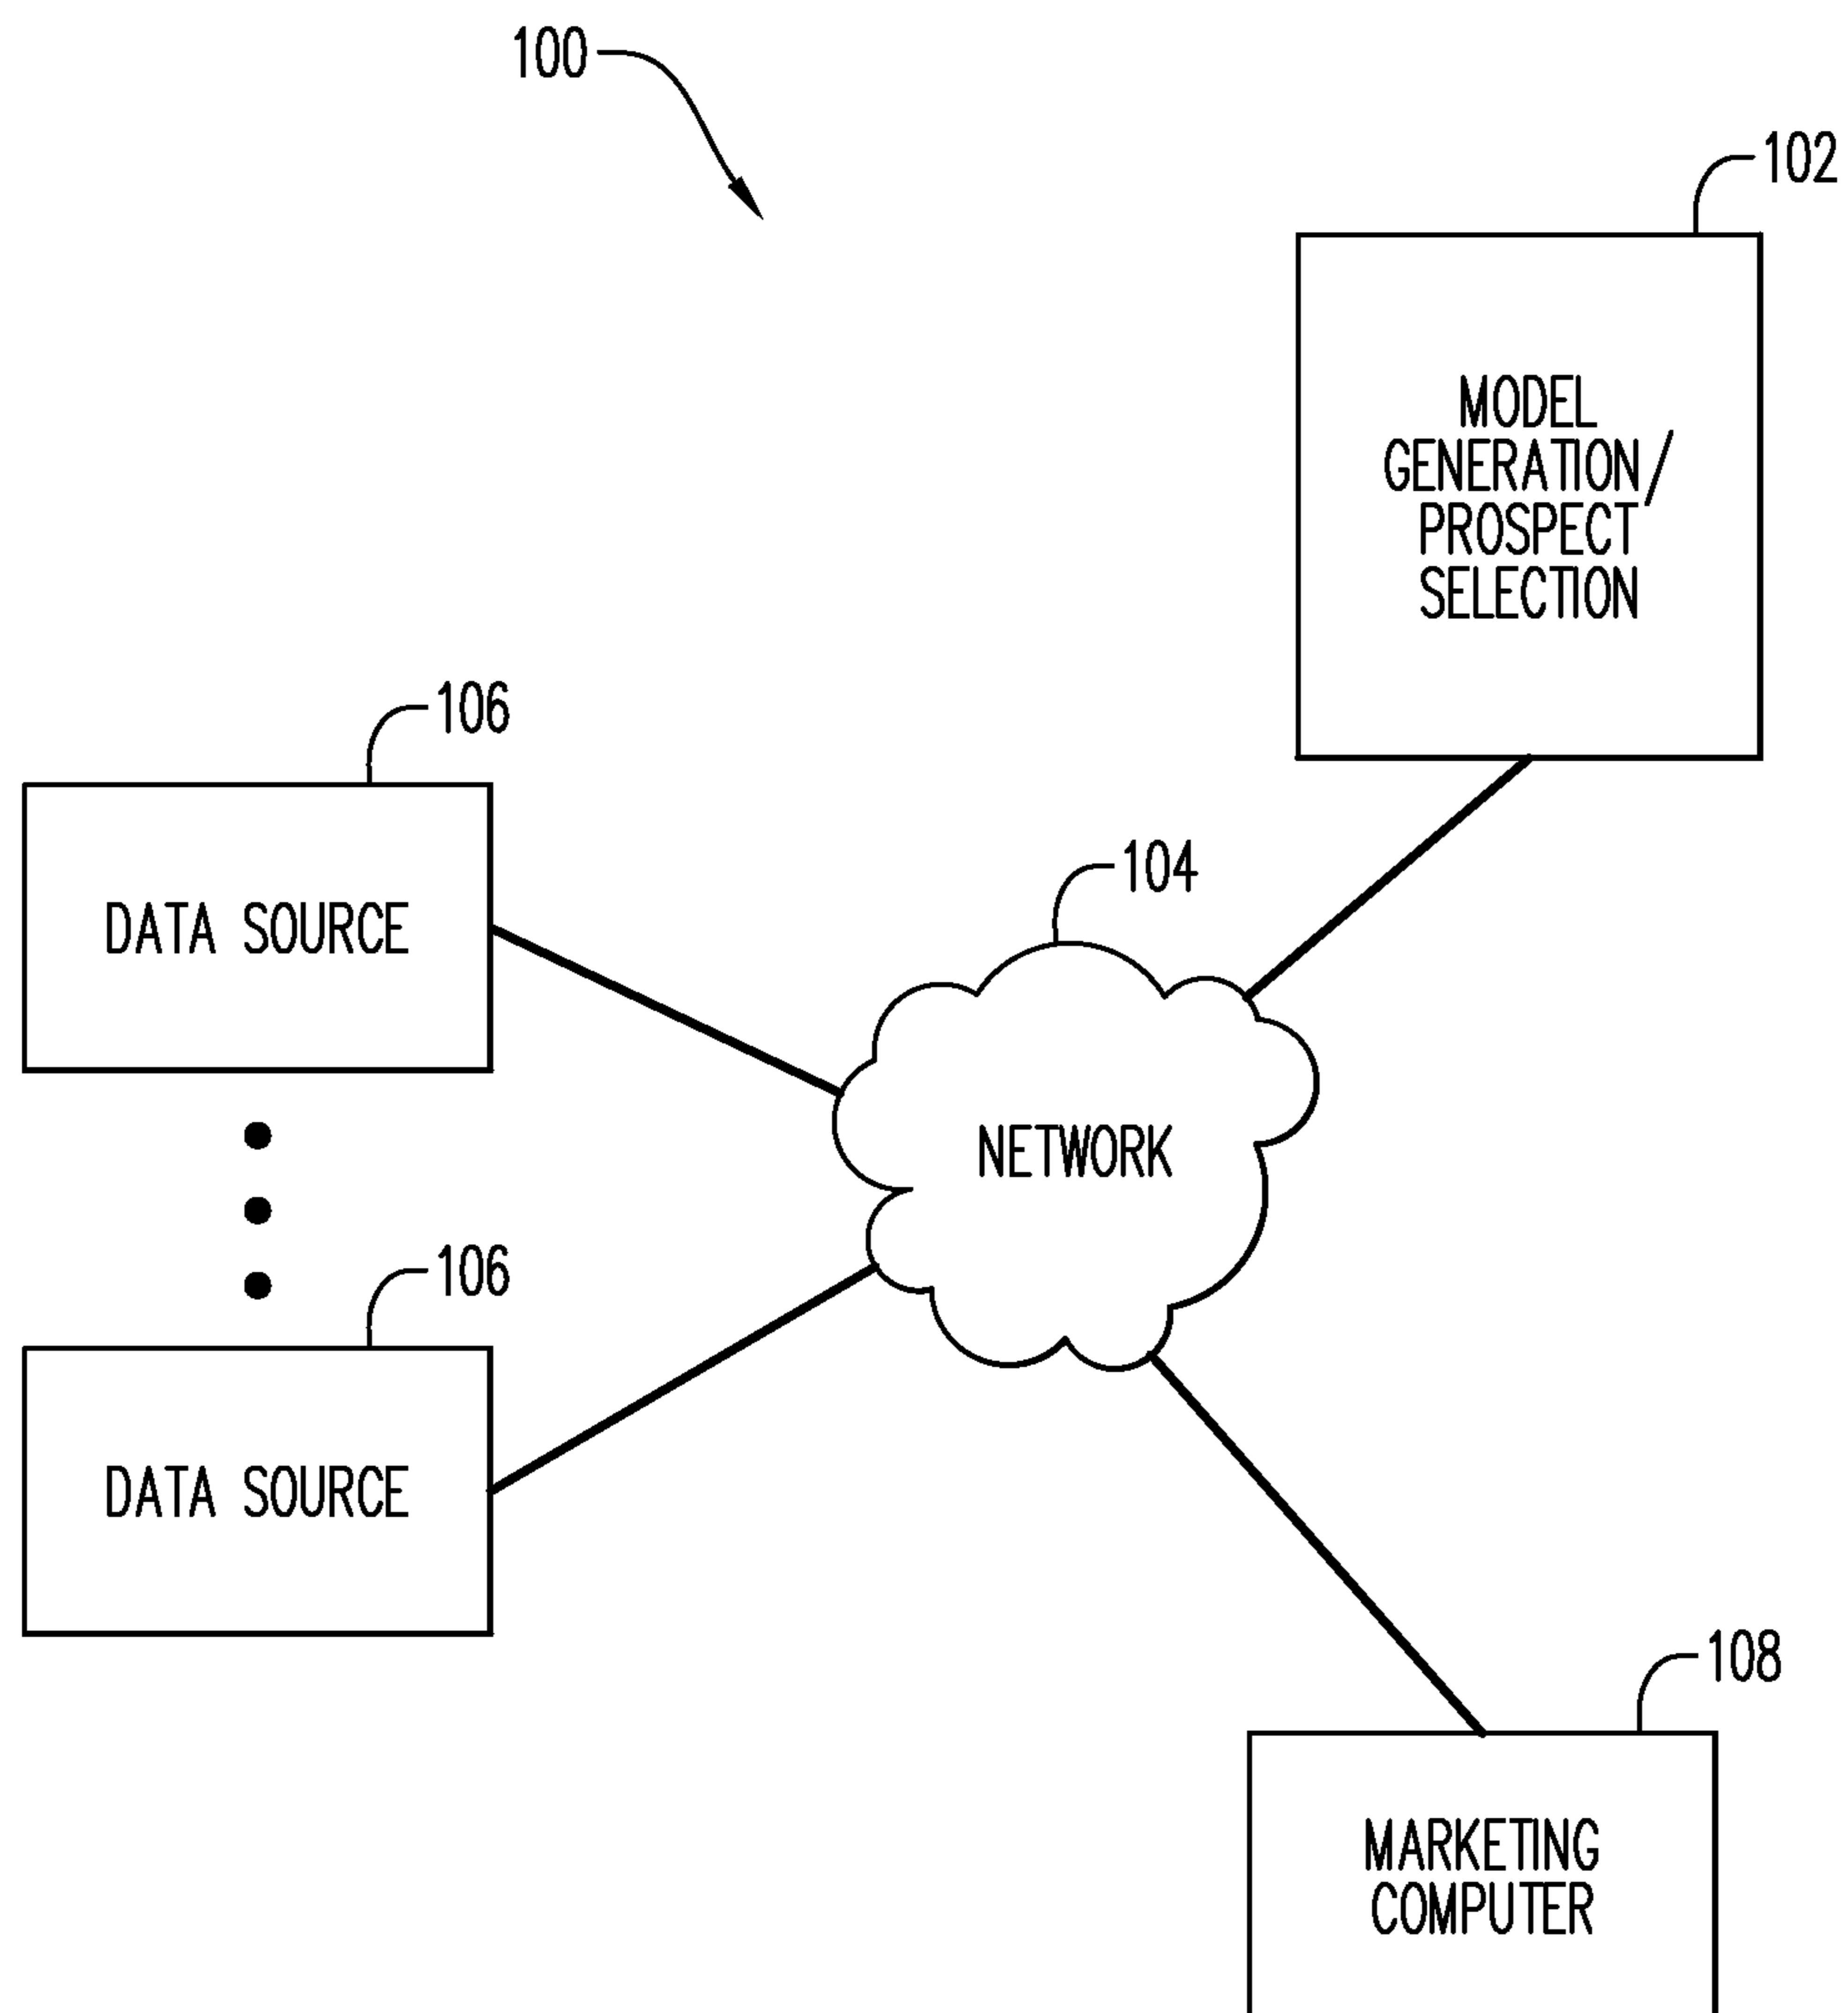 100
102
MODEL
GENERATION/
PROSPECT
SELECTION
106
DATA SOURCE
104
NETWORK
106
DATA SOURCE
108
MARKETING
COMPUTER